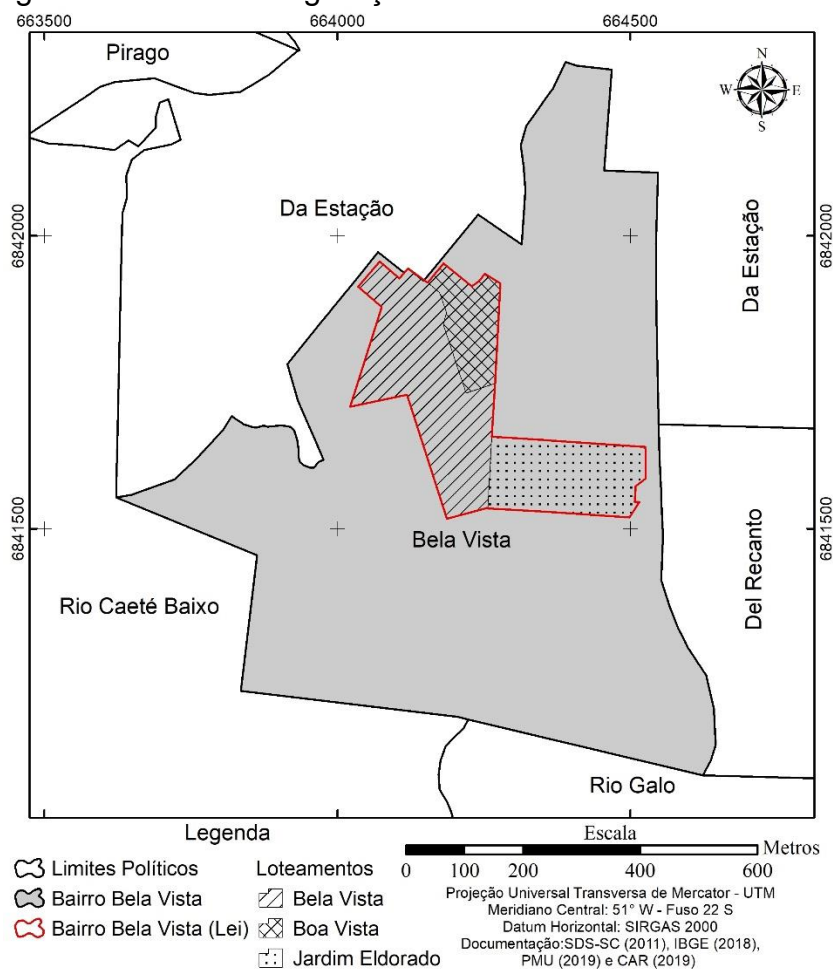 663500 664000 664500
Pirago
N
W E
S
Da Estação
6842000
6842000
Da Estação
6841500
6841500
Bela Vista
Rio Caeté Baixo
Del Recanto
Rio Galo
Legenda
Limites Políticos
Bairro Bela Vista
Bairro Bela Vista (Lei)
Loteamentos
Bela Vista
Boa Vista
Jardim Eldorado
Escala
Metros
0 100 200 400 600
Projeção Universal Transversa de Mercator - UTM
Meridiano Central: 51° W - Fuso 22 S
Datum Horizontal: SIRGAS 2000
Documentação:SDS-SC (2011), IBGE (2018),
PMU (2019) e CAR (2019)